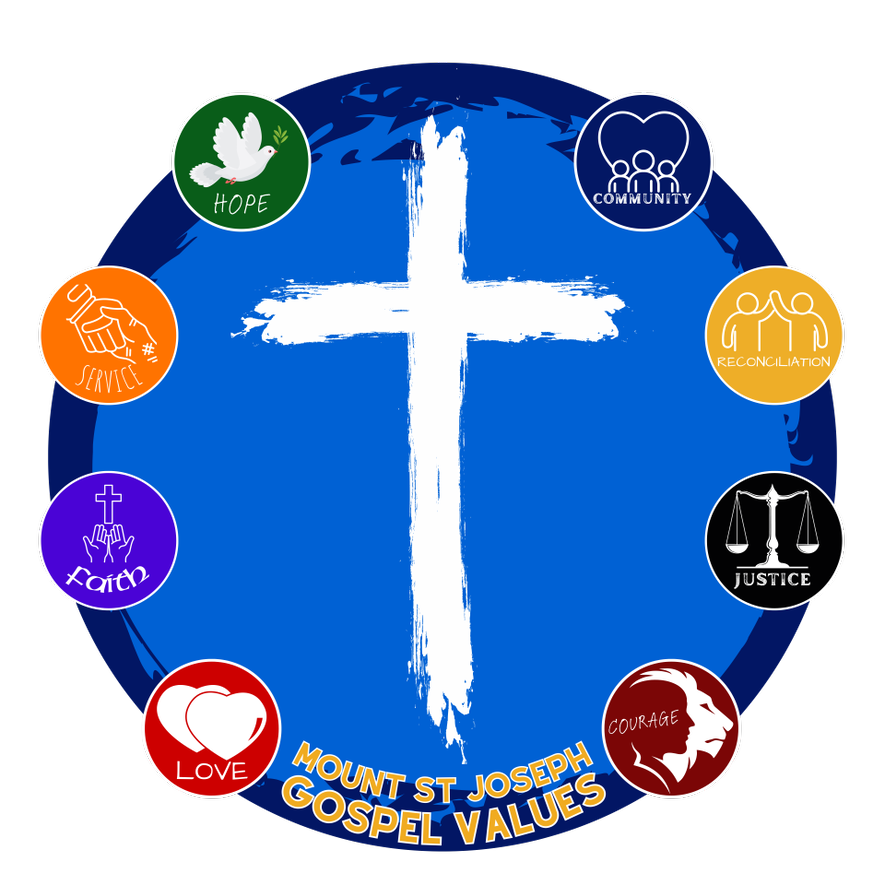 HOPE
COMMUNITY
SERVICE
RECONCILIATION
Faith
JUSTICE
LOVE
COURAGE
MOUNT ST JOSEPH
GOSPEL VALUES